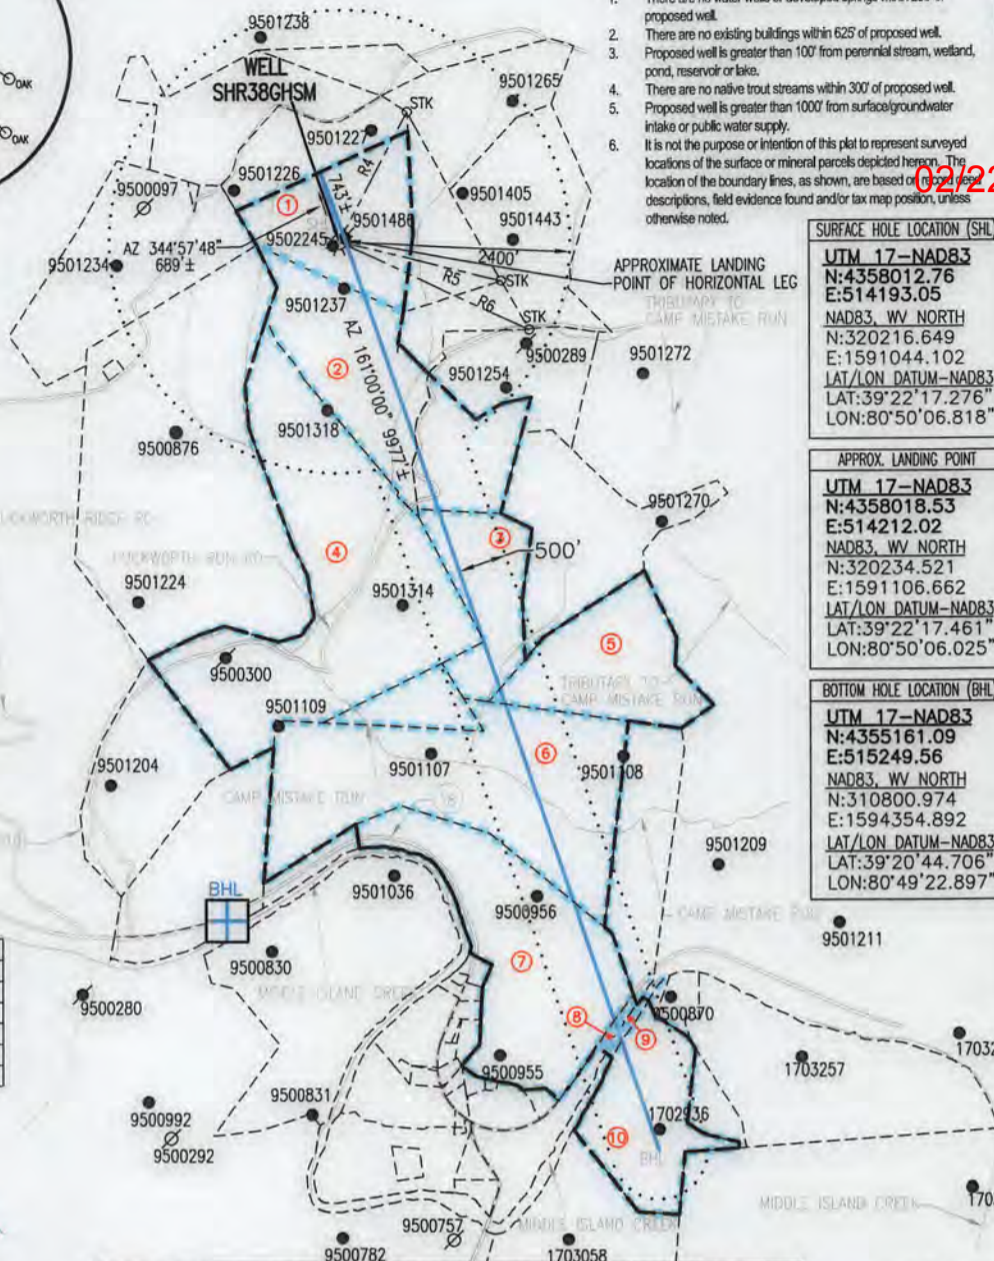 proposed well.
2. There are no existing buildings within 625' of proposed well.
3. Proposed well is greater than 100' from perennial stream, wetland,
pond, reservoir or lake.
4. There are no native trout streams within 300' of proposed well.
5. Proposed well is greater than 1000' from surface/groundwater
intake or public water supply.
6. It is not the purpose or intention of this plat to represent surveyed
locations of the surface or mineral parcels depicted hereon. The
location of the boundary lines, as shown, are based on record deed
descriptions, field evidence found and/or tax map position, unless
otherwise noted.
02/22
OAK
OAK
9501238
WELL
SHR38GHSM
STK
9501265
9501227
R4
9501226
9500097
1
743'±
9501405
9501486
9501443
AZ 344°57'48"
689'±
9502245
9501234
2400'
STK
R5
R6
APPROXIMATE LANDING
POINT OF HORIZONTAL LEG
TRIBUTARY TO
CAMP MISTAKE RUN
9501237
STK
9500289
9501272
2
AZ 161°00'00" 9977'±
9501254
9501318
9500876
9501270
3
500'
4
DUCKWORTH RUN RD
9501224
9501314
5
9500300
TRIBUTARY TO
CAMP MISTAKE RUN
9501109
6
9501107
9501108
9501204
CAMP MISTAKE RUN
9501209
9501036
BHL
9500956
CAMP MISTAKE RUN
9501211
9500830
7
9500280
MIDDLE ISLAND CREEK
9500870
8
9
9500955
1703257
9500992
9500831
1702936
9500292
10
BHL
MIDDLE ISLAND CREEK
9500757
MIDDLE ISLAND CREEK
9500782
1703058
SURFACE HOLE LOCATION (SHL)
UTM 17-NAD83
N:4358012.76
E:514193.05
NAD83, WV NORTH
N:320216.649
E:1591044.102
LAT/LON DATUM-NAD83
LAT:39°22'17.276"
LON:80°50'06.818"
APPROX. LANDING POINT
UTM 17-NAD83
N:4358018.53
E:514212.02
NAD83, WV NORTH
N:320234.521
E:1591106.662
LAT/LON DATUM-NAD83
LAT:39°22'17.461"
LON:80°50'06.025"
BOTTOM HOLE LOCATION (BHL)
UTM 17-NAD83
N:4355161.09
E:515249.56
NAD83, WV NORTH
N:310800.974
E:1594354.892
LAT/LON DATUM-NAD83
LAT:39°20'44.706"
LON:80°49'22.897"